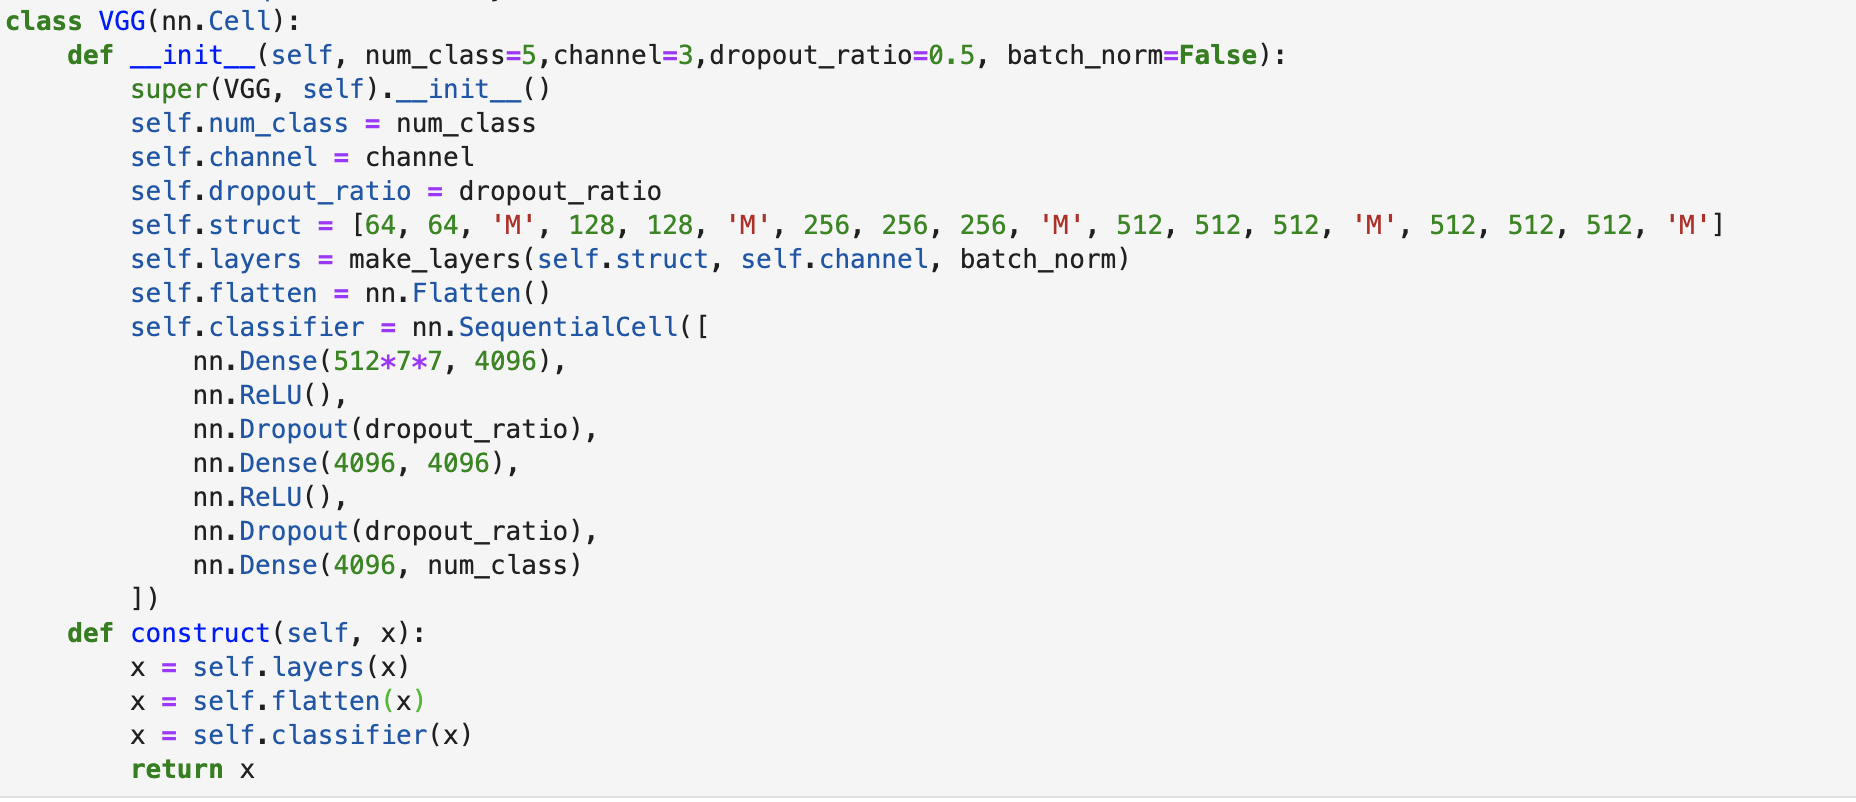 class VGG(nn.Cell):
    def __init__(self, num_class=5,channel=3,dropout_ratio=0.5, batch_norm=False):
        super(VGG, self).__init__()
        self.num_class = num_class
        self.channel = channel
        self.dropout_ratio = dropout_ratio
        self.struct = [64, 64, 'M', 128, 128, 'M', 256, 256, 256, 'M', 512, 512, 512, 'M', 512, 512, 512, 'M']
        self.layers = make_layers(self.struct, self.channel, batch_norm)
        self.flatten = nn.Flatten()
        self.classifier = nn.SequentialCell([
            nn.Dense(512*7*7, 4096),
            nn.ReLU(),
            nn.Dropout(dropout_ratio),
            nn.Dense(4096, 4096),
            nn.ReLU(),
            nn.Dropout(dropout_ratio),
            nn.Dense(4096, num_class)
        ])
    def construct(self, x):
        x = self.layers(x)
        x = self.flatten(x)
        x = self.classifier(x)
        return x